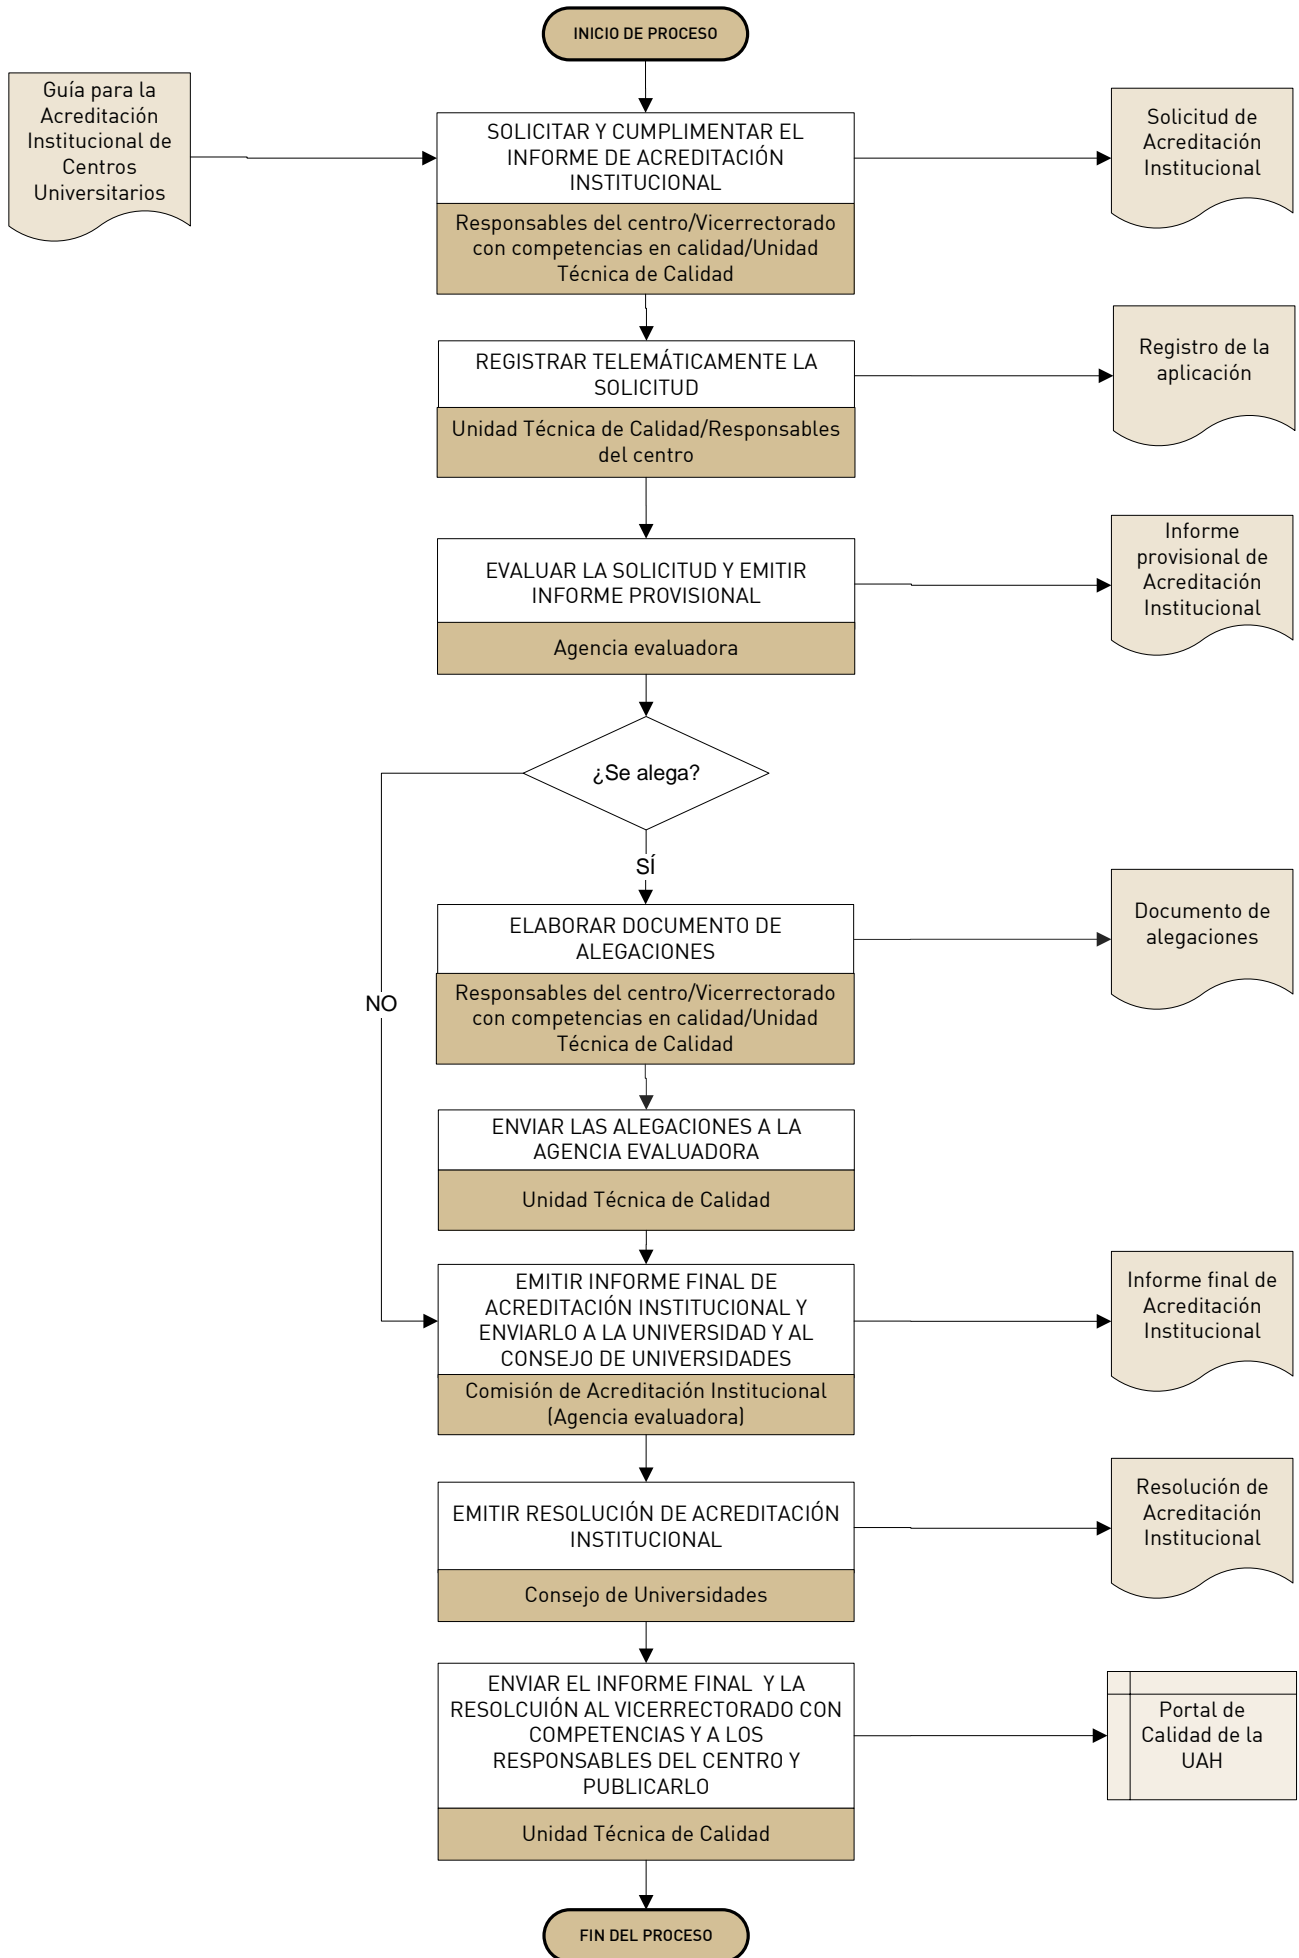 INICIO DE PROCESO
Guía para la
Acreditación
Institucional de
Centros
Universitarios
SOLICITAR Y CUMPLIMENTAR EL
INFORME DE ACREDITACIÓN
INSTITUCIONAL
Responsables del centro/Vicerrectorado
con competencias en calidad/Unidad
Técnica de Calidad
Solicitud de
Acreditación
Institucional
REGISTRAR TELEMÁTICAMENTE LA
SOLICITUD
Unidad Técnica de Calidad/Responsables
del centro
Registro de la
aplicación
EVALUAR LA SOLICITUD Y EMITIR
INFORME PROVISIONAL
Agencia evaluadora
Informe
provisional de
Acreditación
Institucional
¿Se alega?
SÍ
NO
ELABORAR DOCUMENTO DE
ALEGACIONES
Responsables del centro/Vicerrectorado
con competencias en calidad/Unidad
Técnica de Calidad
Documento de
alegaciones
ENVIAR LAS ALEGACIONES A LA
AGENCIA EVALUADORA
Unidad Técnica de Calidad
EMITIR INFORME FINAL DE
ACREDITACIÓN INSTITUCIONAL Y
ENVIARLO A LA UNIVERSIDAD Y AL
CONSEJO DE UNIVERSIDADES
Comisión de Acreditación Institucional
(Agencia evaluadora)
Informe final de
Acreditación
Institucional
EMITIR RESOLUCIÓN DE ACREDITACIÓN
INSTITUCIONAL
Consejo de Universidades
Resolución de
Acreditación
Institucional
ENVIAR EL INFORME FINAL Y LA
RESOLCUIÓN AL VICERRECTORADO CON
COMPETENCIAS Y A LOS
RESPONSABLES DEL CENTRO Y
PUBLICARLO
Unidad Técnica de Calidad
Portal de
Calidad de la
UAH
FIN DEL PROCESO